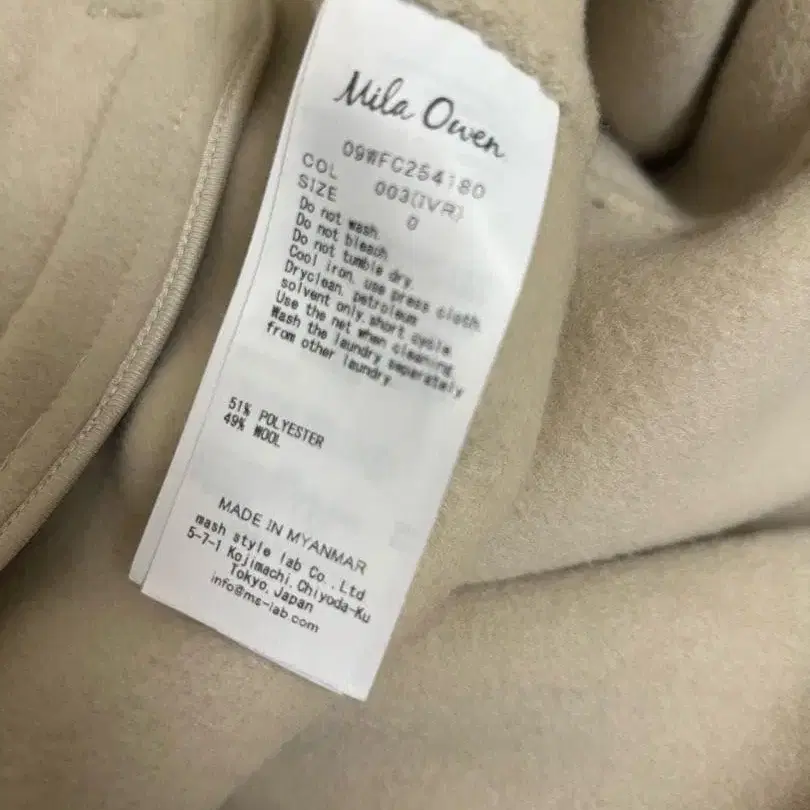 Mila Owen
09WFC254180
COL 003(IVR)
SIZE 0
Do not wash.
Do not bleach
Do not tumble dry.
Cool iron, use press cloth.
Dryclean, petroleum
solvent only.short cycle
Use the net when cleaning.
Wash the laundry separately
from other laundry.
51% POLYESTER
49% WOOL
MADE IN MYANMAR
mash style lab Co.,Ltd
5-7-1 Kojimachi,Chiyoda-Ku
Tokyo,Japan
info@ms-lab.com